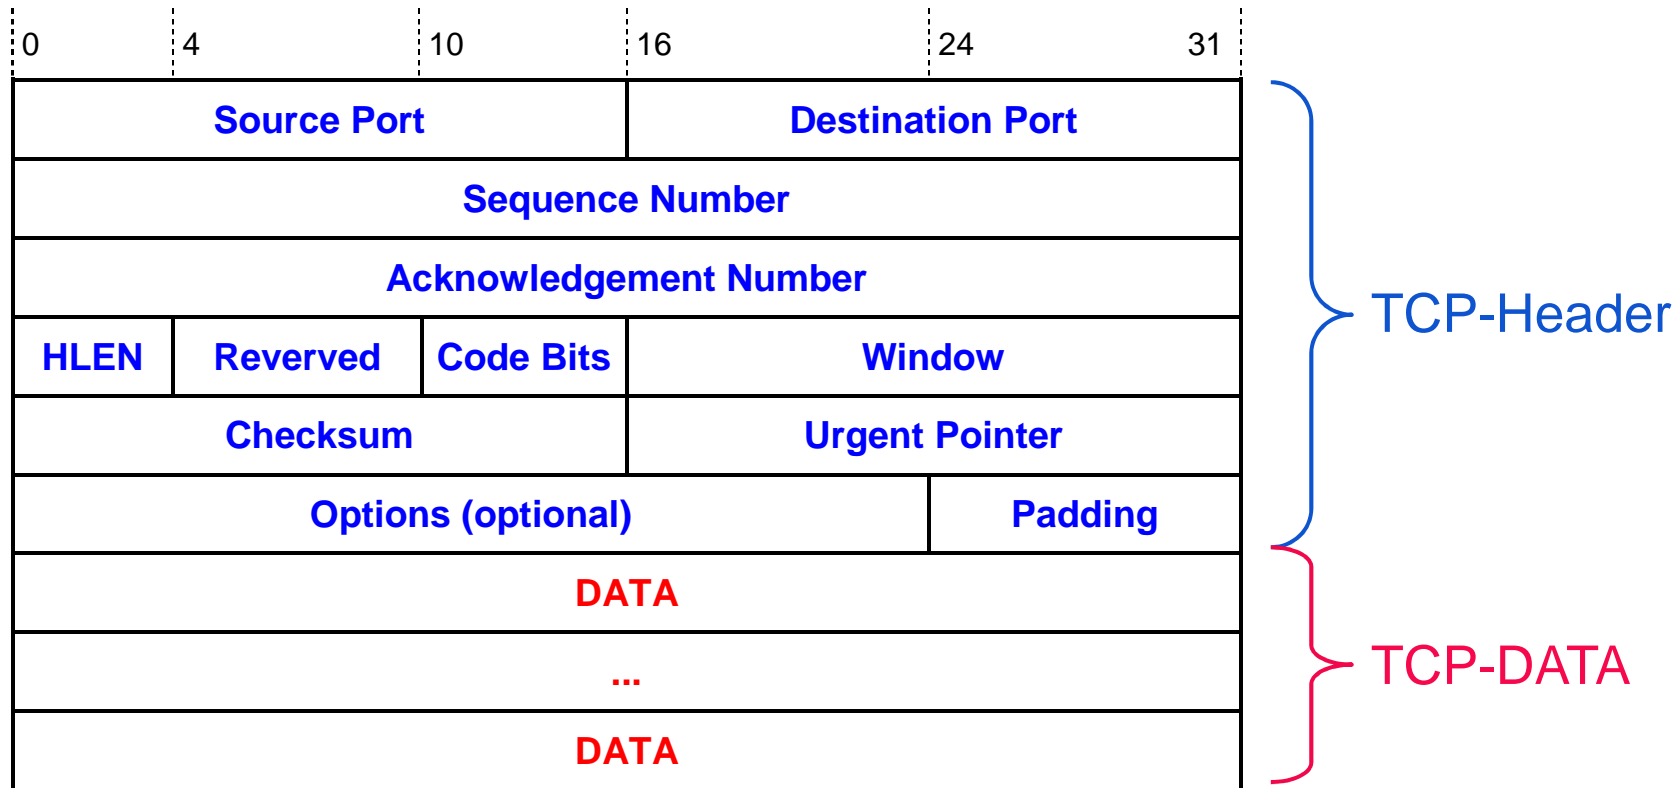 0 4 10 16 24 31
Source Port Destination Port
Sequence Number
Acknowledgement Number
TCP-Header
HLEN Reverved Code Bits Window
Checksum Urgent Pointer
Options (optional) Padding
DATA
...
TCP-DATA
DATA